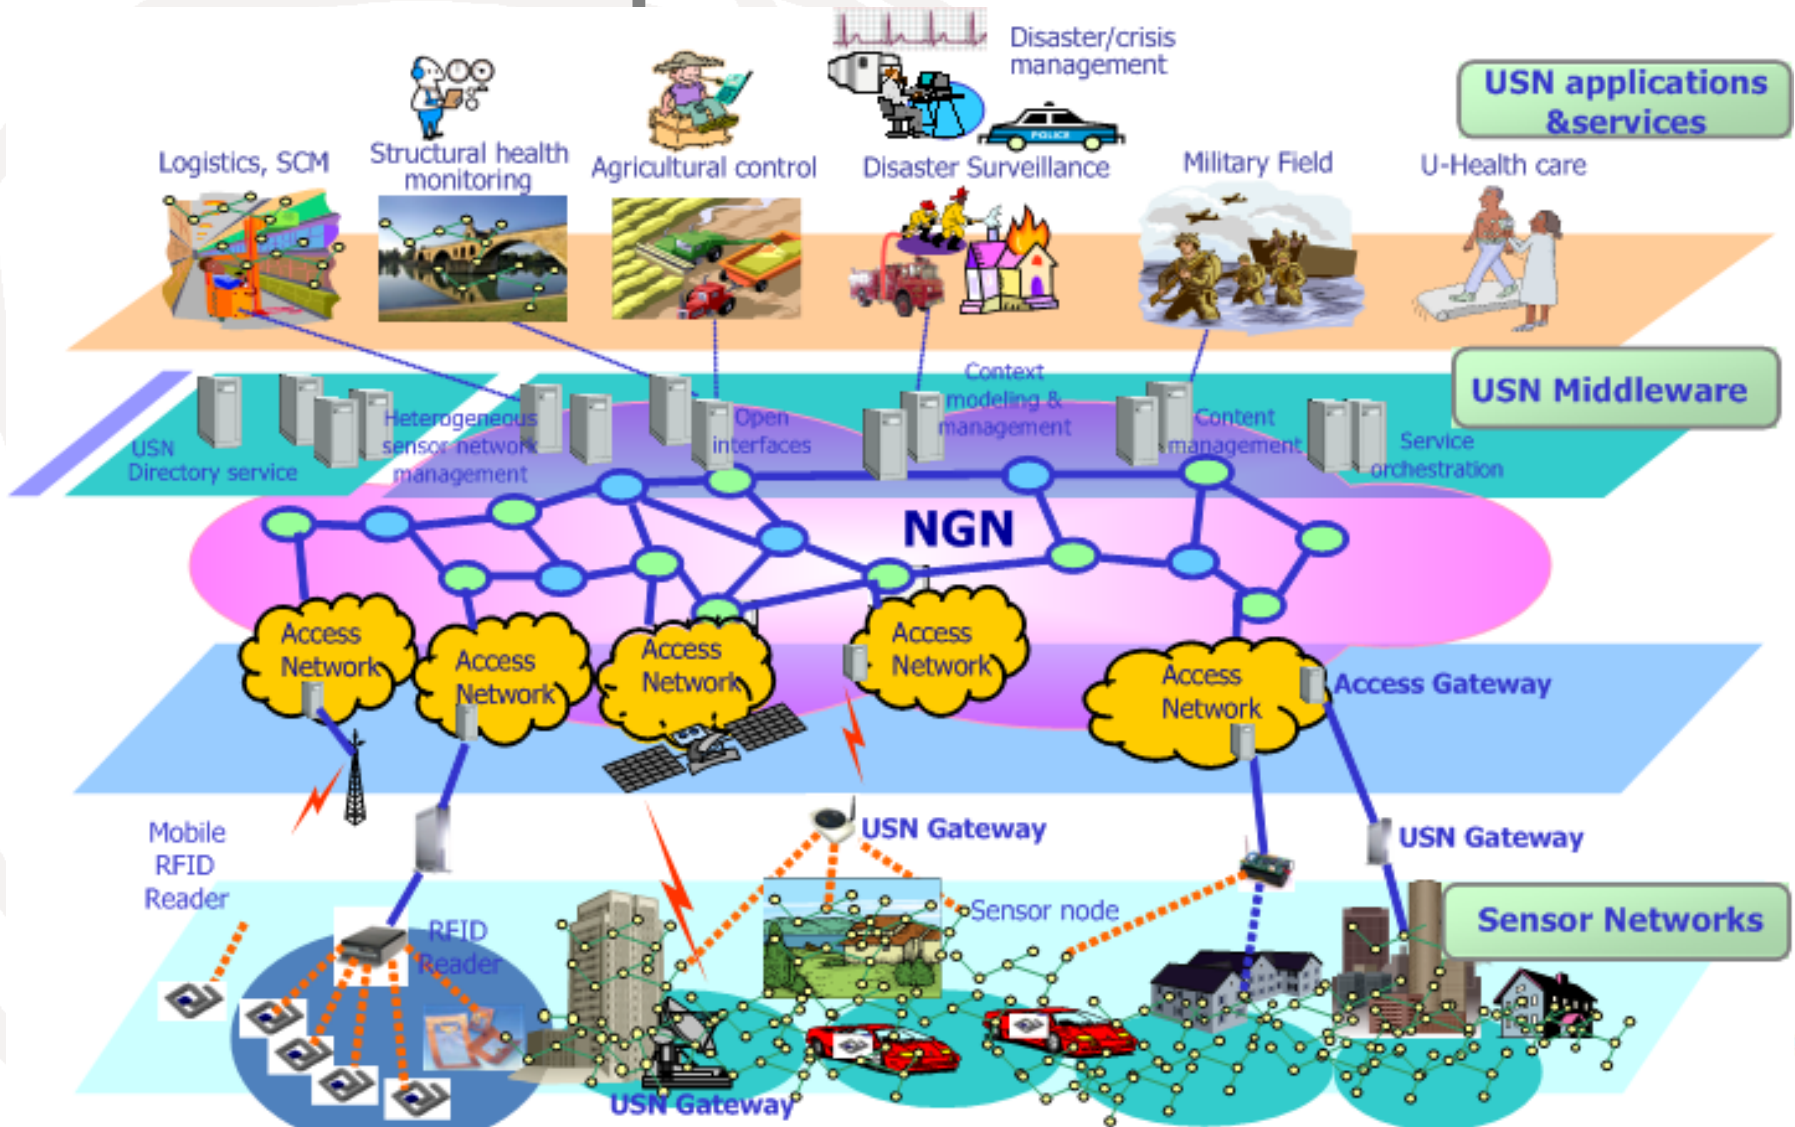 Disaster/crisis
management
USN applications
&services
Logistics, SCM
Structural health
monitoring
Agricultural control
Disaster Surveillance
POLICE
Military Field
U-Health care
USN Middleware
USN
Directory service
Heterogeneous
sensor network
management
Open
interfaces
Context
modeling &
management
Content
management
Service
orchestration
NGN
Access
Network
Access
Network
Access
Network
Access
Network
Access
Network
Access Gateway
Mobile
RFID
Reader
RFID
Reader
USN Gateway
USN Gateway
Sensor node
Sensor Networks
USN Gateway